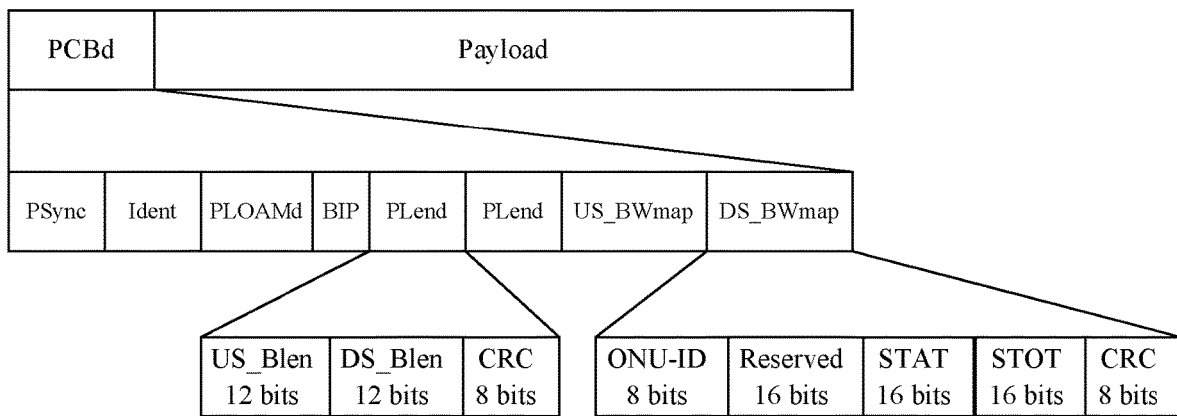 PCBd Payload
PSync Ident PLOAMd BIP PLend PLend US_BWmap DS_BWmap
US_Blen DS_Blen CRC ONU-ID Reserved STAT STOT CRC
12 bits 12 bits 8 bits 8 bits 16 bits 16 bits 16 bits 8 bits